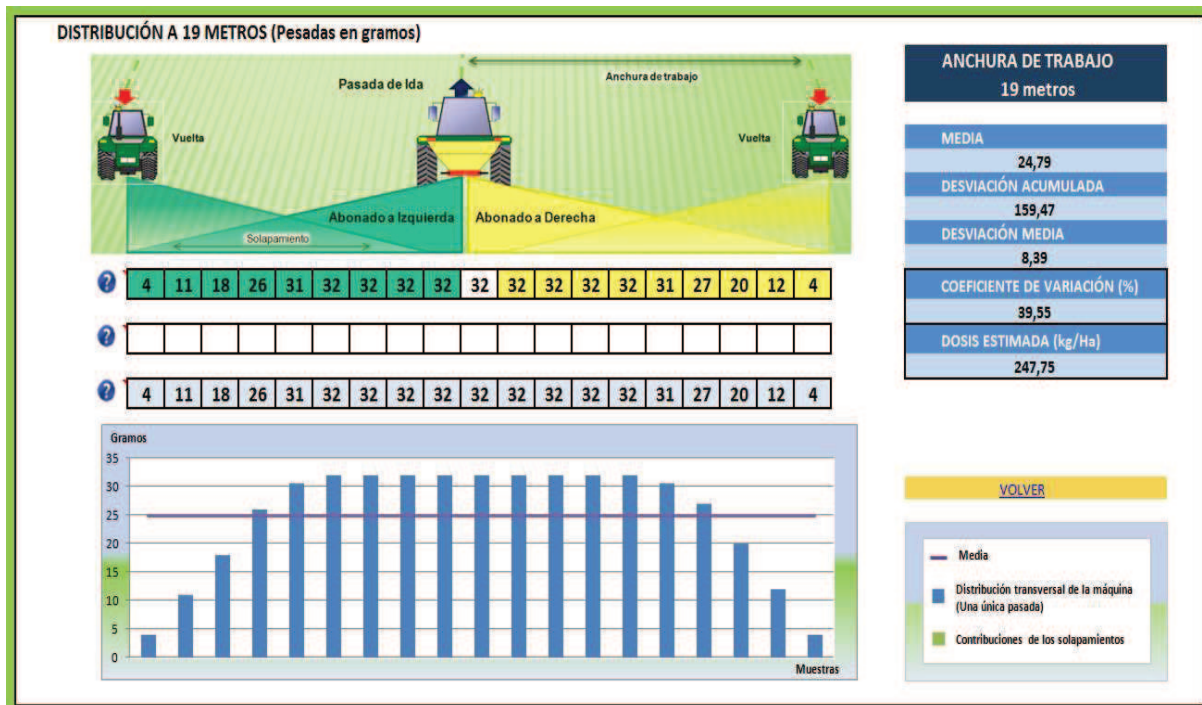 DISTRIBUCIÓN A 19 METROS (Pesadas en gramos)
Pasada de Ida
Anchura de trabajo
Vuelta
Vuelta
Abonado a Izquierda
Abonado a Derecha
Solapamiento
? 4 11 18 26 31 32 32 32 32 32 32 32 32 32 31 27 20 12 4
?
? 4 11 18 26 31 32 32 32 32 32 32 32 32 32 31 27 20 12 4
Gramos
35
30
25
20
15
10
5
0
Muestras
ANCHURA DE TRABAJO
19 metros
MEDIA
24,79
DESVIACIÓN ACUMULADA
159,47
DESVIACIÓN MEDIA
8,39
COEFICIENTE DE VARIACIÓN (%)
39,55
DOSIS ESTIMADA (kg/Ha)
247,75
VOLVER
Media
Distribución transversal de la máquina
(Una única pasada)
Contribuciones de los solapamientos